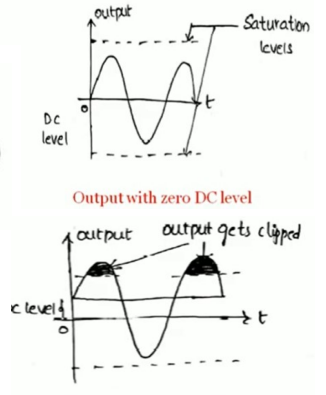 output
Saturation
levels
t
0
DC
level
Output with zero DC level
output
output gets clipped
c level
0
t